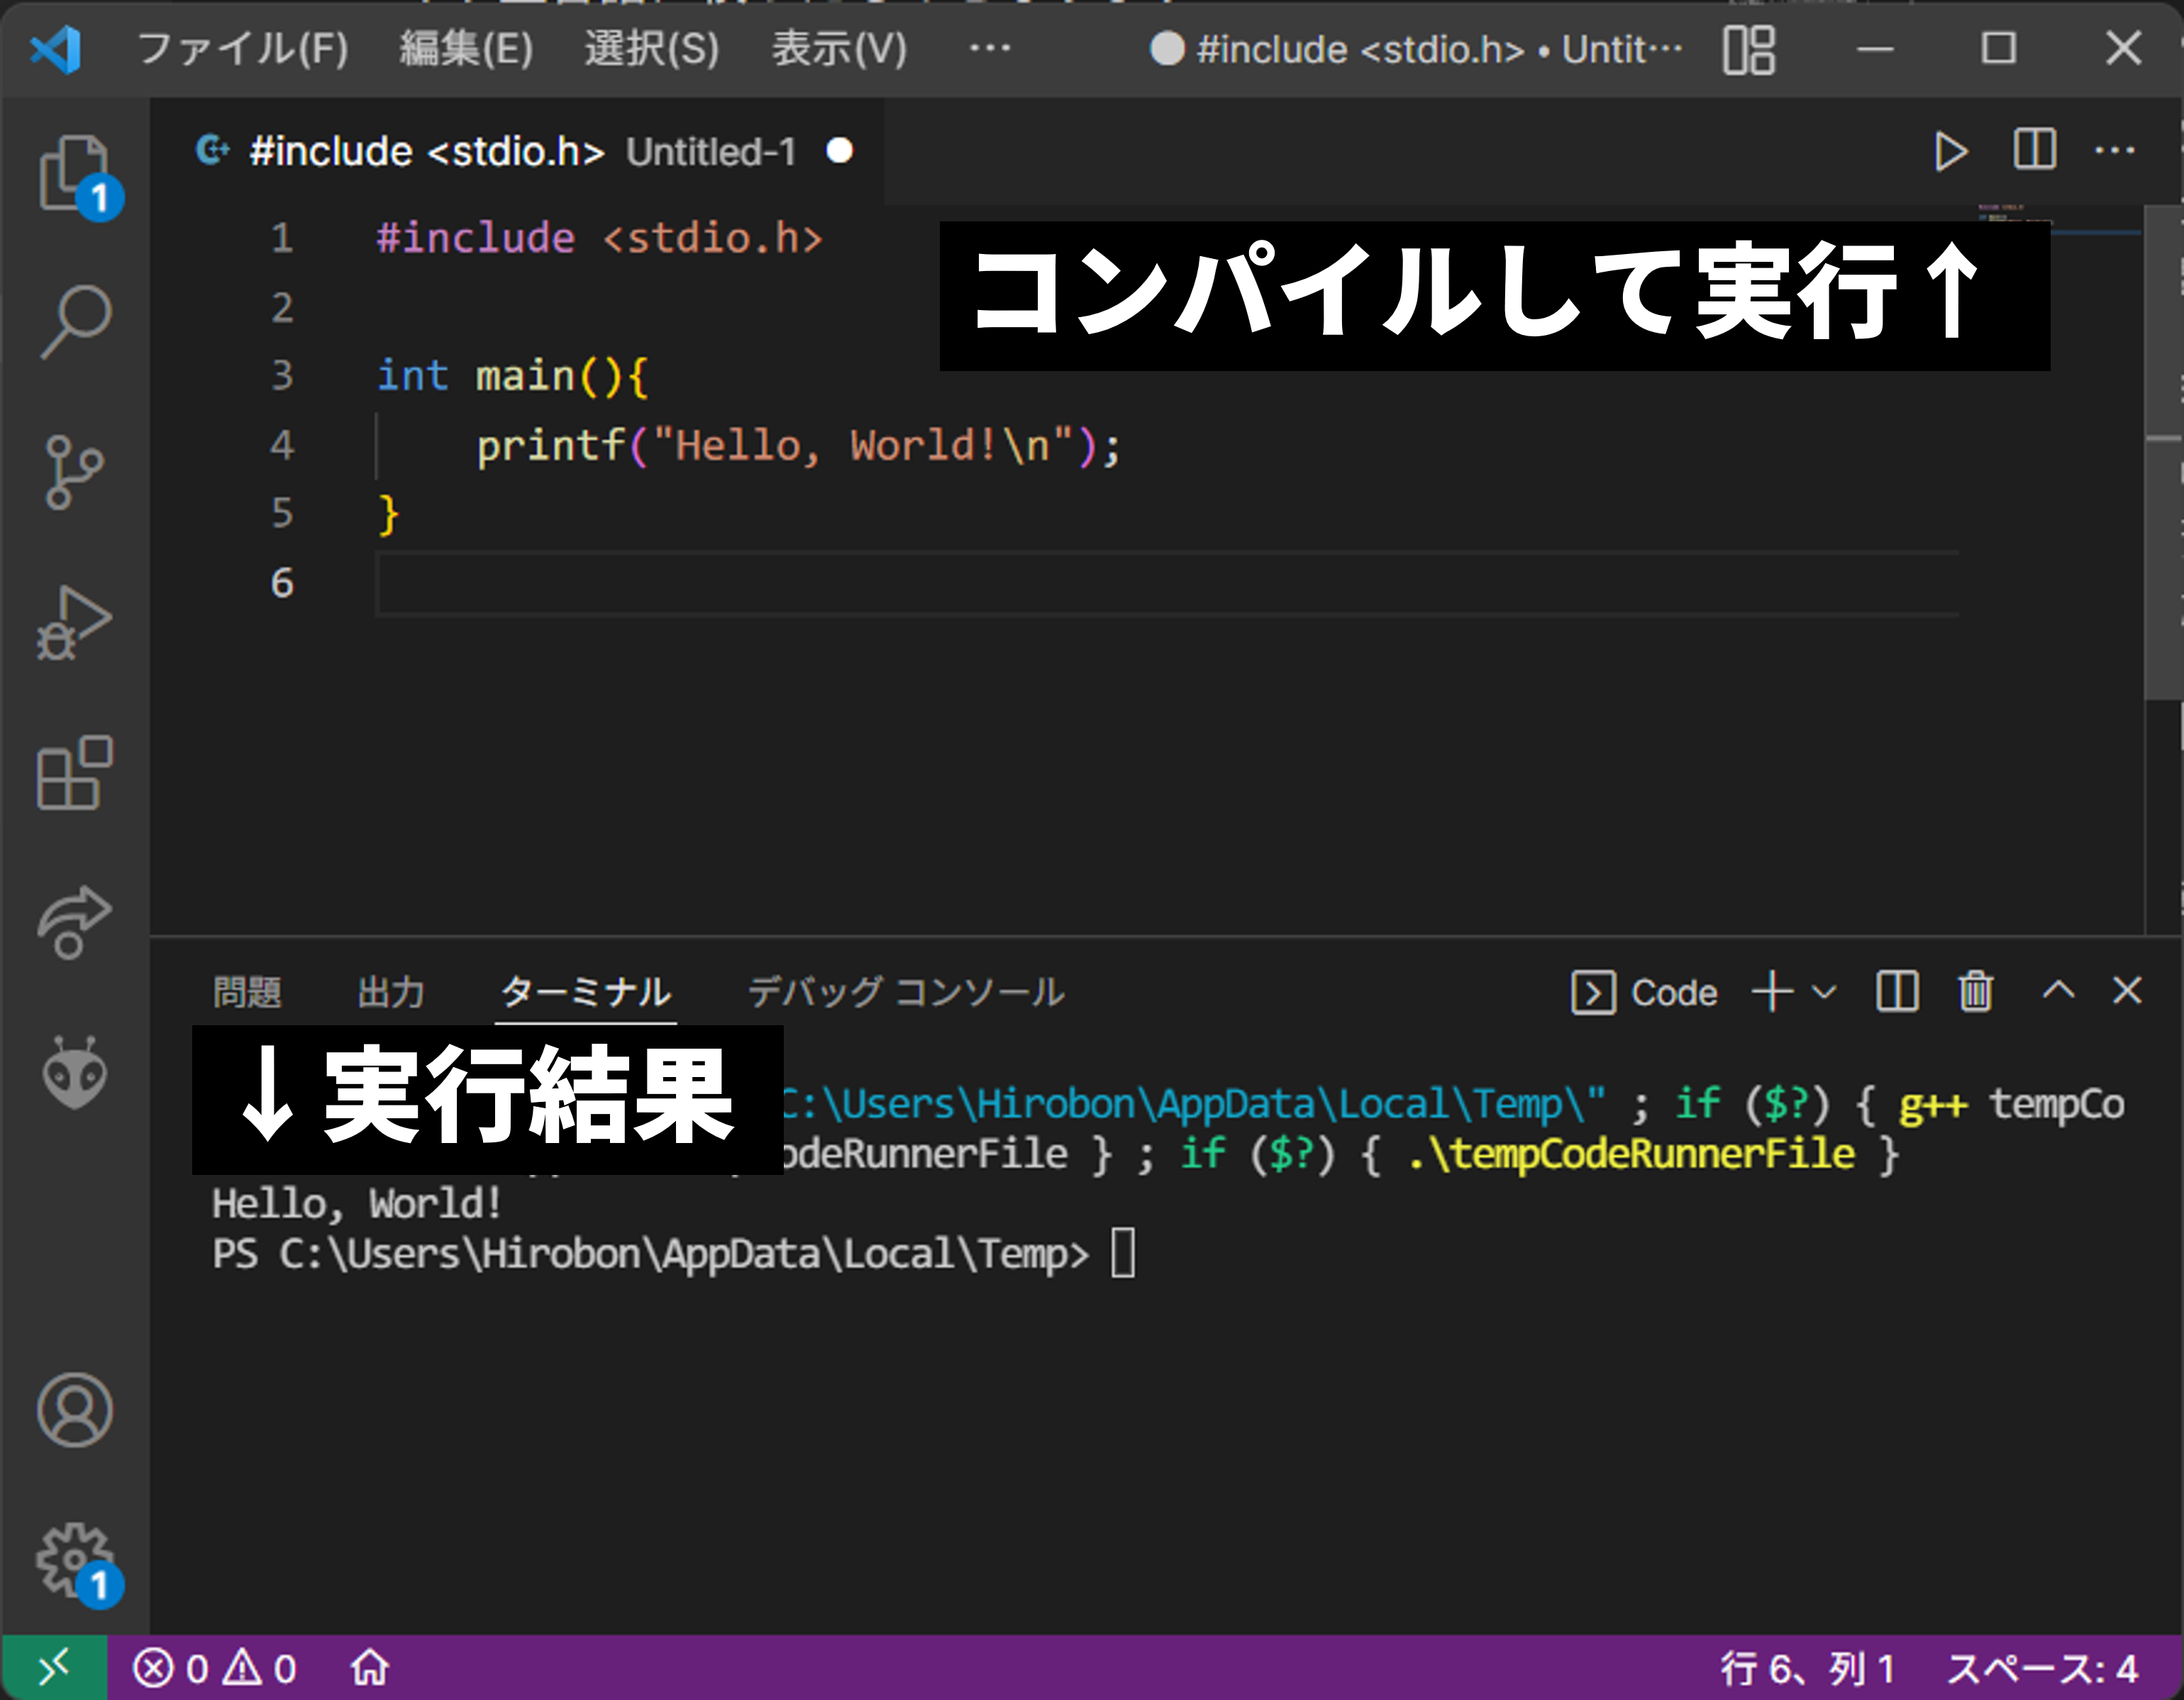 ファイル(F) 編集(E) 選択(S) 表示(V) ··· ● #include <stdio.h> • Untit···
#include <stdio.h> Untitled-1 ●
1 #include <stdio.h>
コンパイルして実行↑
2
3 int main(){
4 printf("Hello, World!\n");
5 }
6
1
問題 出力 ターミナル デバッグ コンソール Code
↓実行結果
C:\Users\Hirobon\AppData\Local\Temp\" ; if ($?) { g++ tempCo
odeRunnerFile } ; if ($?) { .\tempCodeRunnerFile }
Hello, World!
PS C:\Users\Hirobon\AppData\Local\Temp>
1
0 0 行 6、列 1 スペース: 4